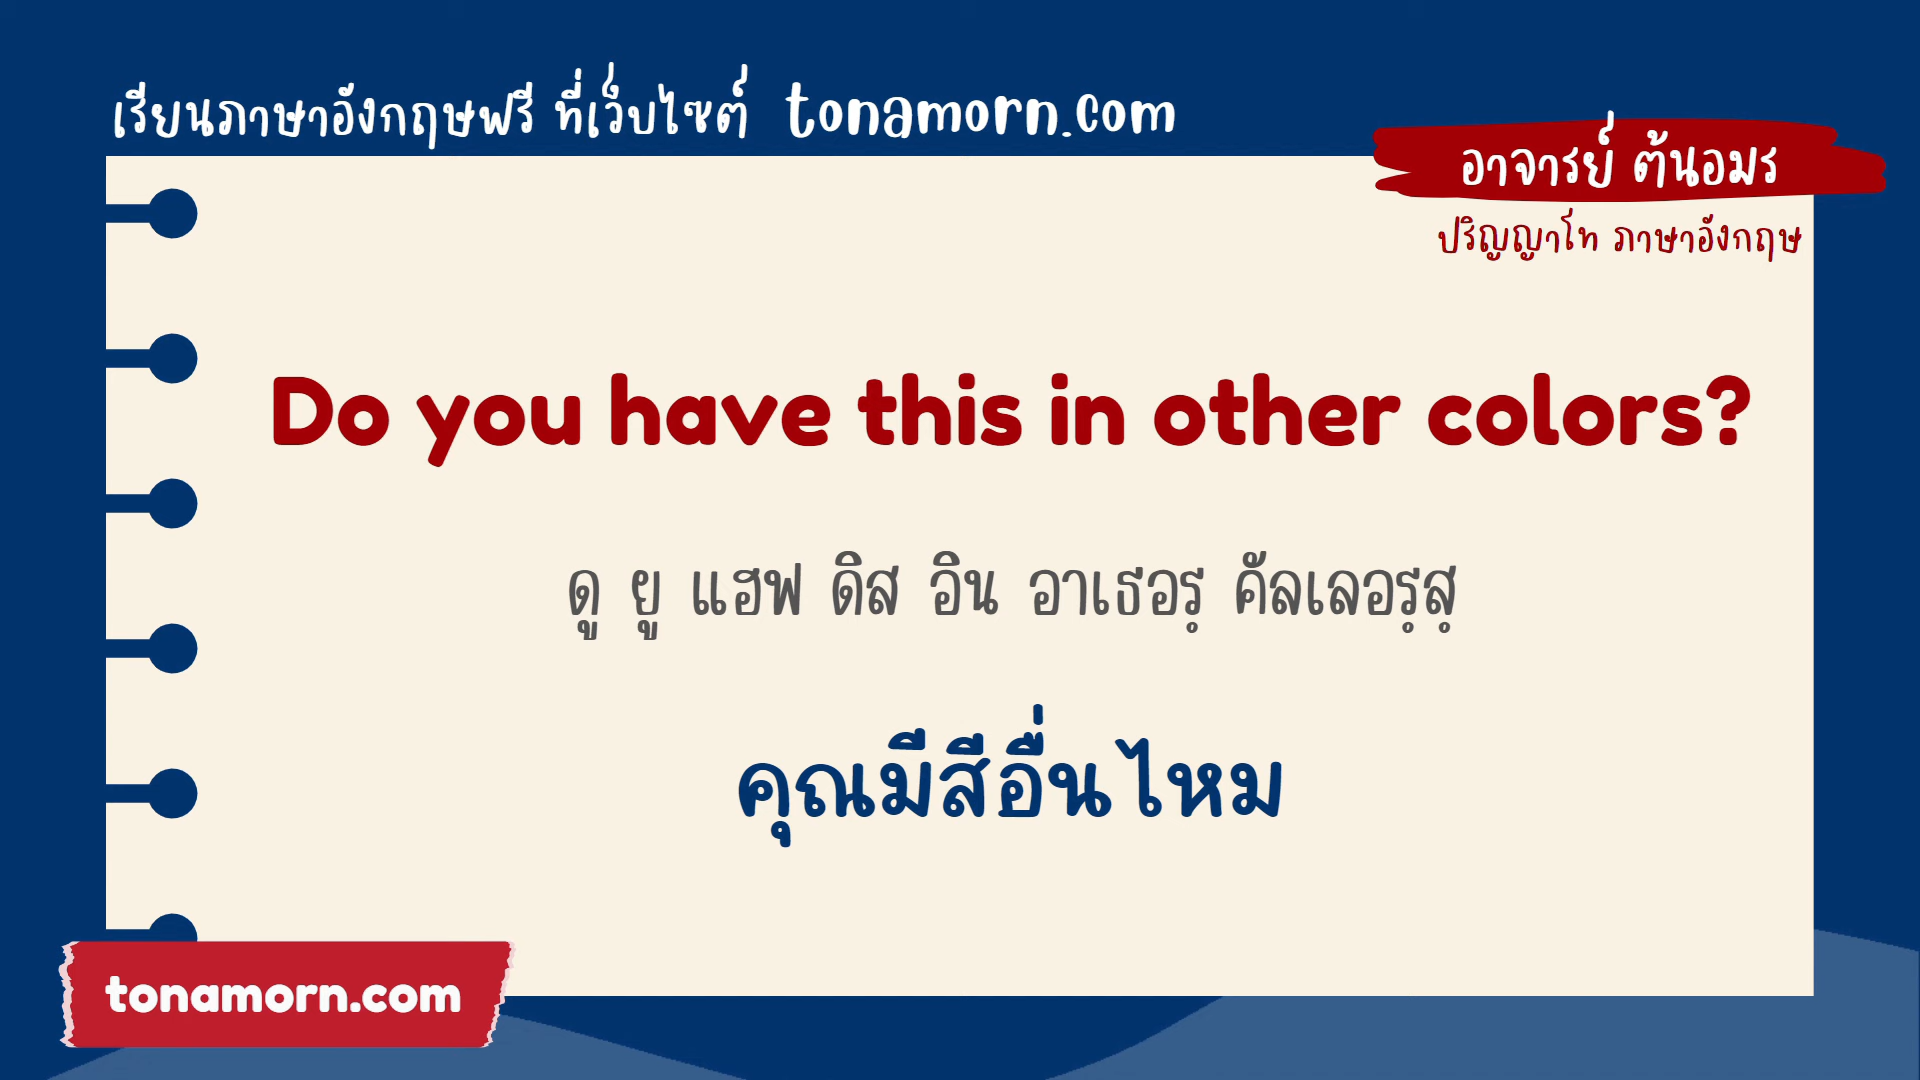 เรียนภาษาอังกฤษฟรี ที่เว็บไซต์ tonamorn.com
อาจารย์ ต้นอมร
ปริญญาโท ภาษาอังกฤษ
Do you have this in other colors?
ดู ยู แฮฟ ดิส อิน อาเธอรฺ คัลเลอรฺสฺ
คุณมีสีอื่นไหม
tonamorn.com